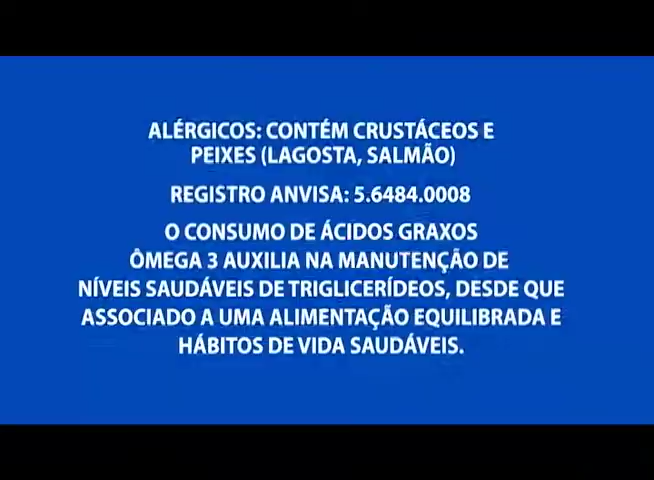 ALÉRGICOS: CONTÉM CRUSTÁCEOS E
PEIXES (LAGOSTA, SALMÃO)
REGISTRO ANVISA: 5.6484.0008
O CONSUMO DE ÁCIDOS GRAXOS
ÔMEGA 3 AUXILIA NA MANUTENÇÃO DE
NÍVEIS SAUDÁVEIS DE TRIGLICERÍDEOS, DESDE QUE
ASSOCIADO A UMA ALIMENTAÇÃO EQUILIBRADA E
HÁBITOS DE VIDA SAUDÁVEIS.